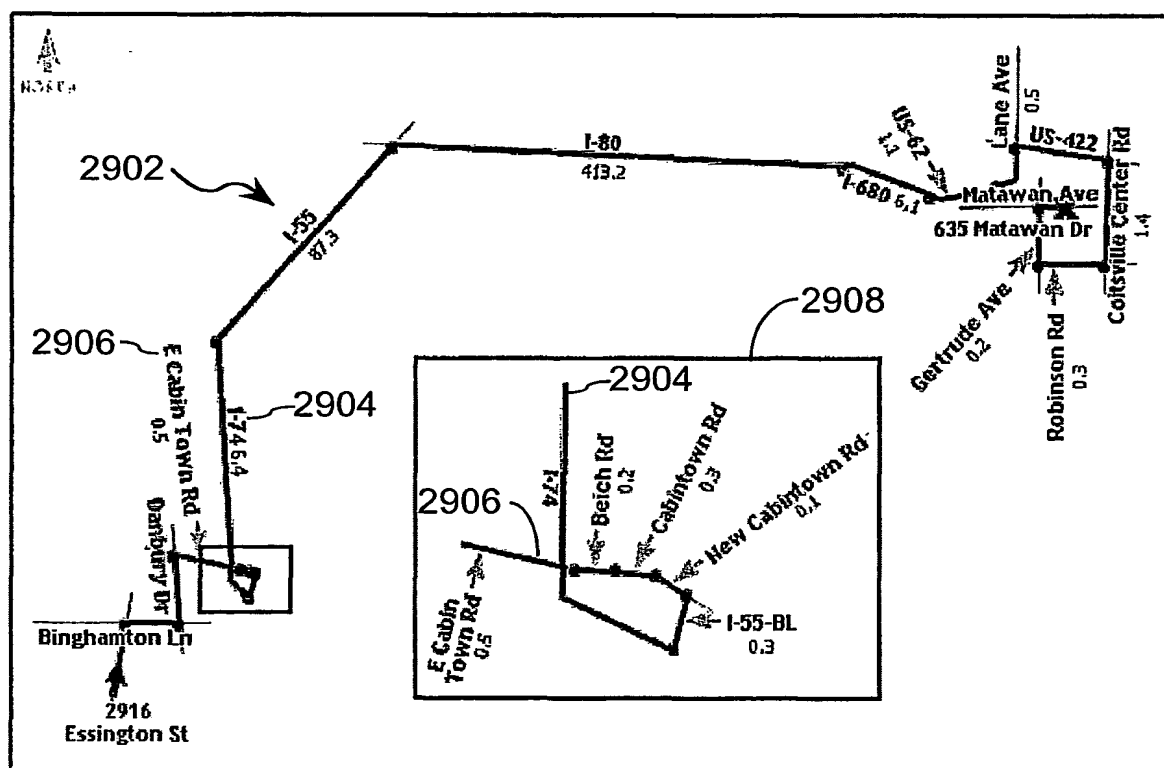 NORTH
2902
I-80
413.2
US-62
1.1
Lane Ave
0.5
US-422
I-680 6.1
Matawan Ave
635 Matawan Dr
Coitsville Center Rd
1.4
Gertrude Ave
0.2
Robinson Rd
0.3
I-55
87.3
2906
E Cabin Town Rd
0.5
2904
I-74 6.4
Danbury Dr
Binghamton Ln
2916
Essington St
2908
2904
I-74
2906
Beich Rd
0.2
Cabintown Rd
0.3
New Cabintown Rd
0.1
I-55-BL
0.3
E Cabin
Town Rd
0.5